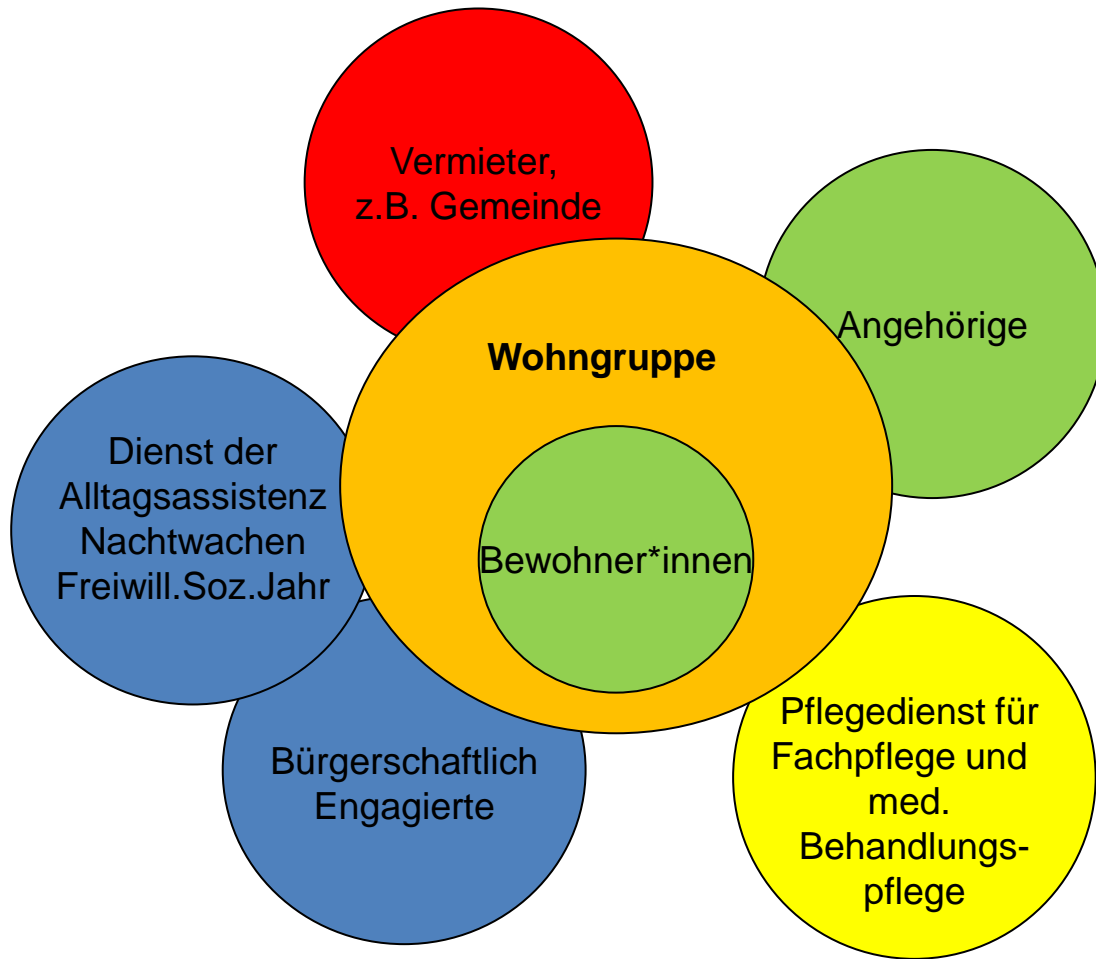 Vermieter,
z.B. Gemeinde
Angehörige
Wohngruppe
Dienst der
Alltagsassistenz
Nachtwachen
Freiwill.Soz.Jahr
Bewohner*innen
Bürgerschaftlich
Engagierte
Pflegedienst für
Fachpflege und
med.
Behandlungs-
pflege